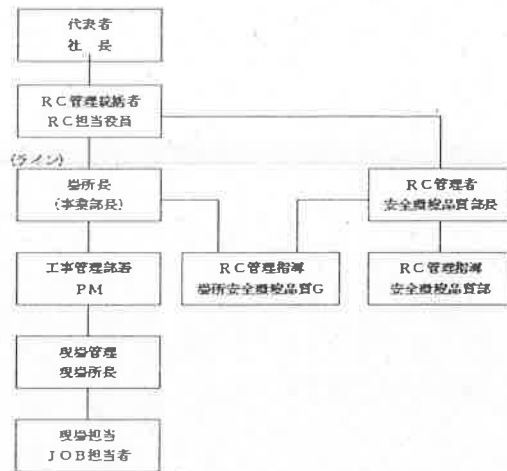 代表者
社 長
RC管理統括者
RC担当役員
(ライン)
場所長
(事業部長)
RC管理者
安全環境品質部長
工事管理部署
PM
RC管理指導
場所安全環境品質G
RC管理指導
安全環境品質部
現場管理
現場所長
現場担当
JOB担当者